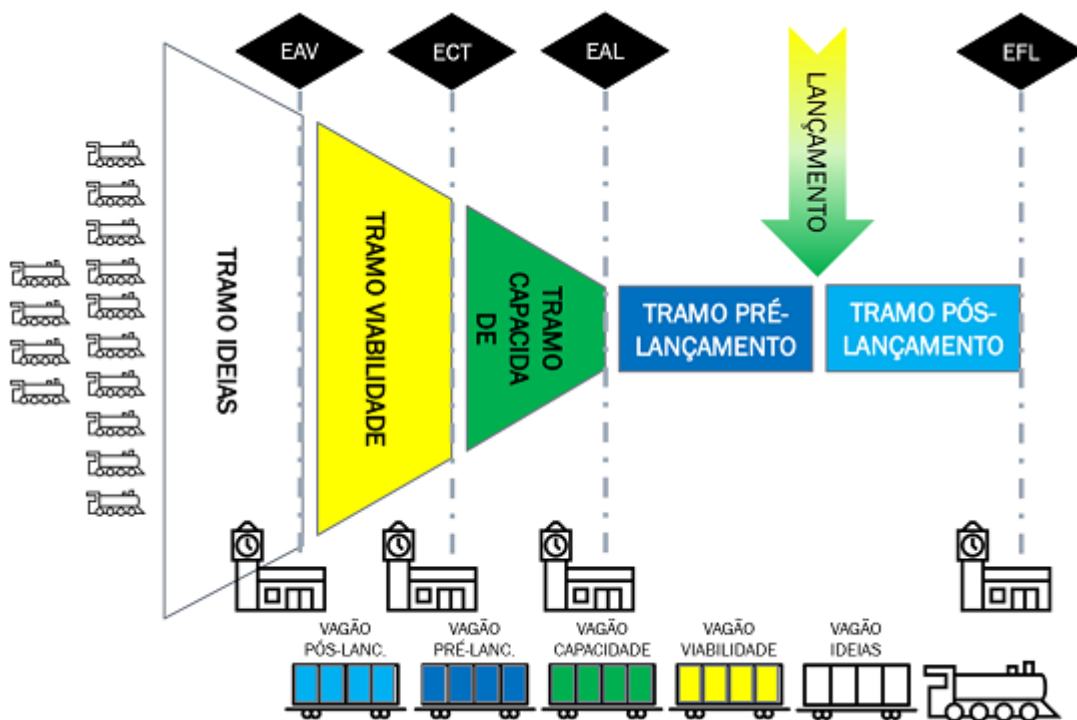 EAV
ECT
EAL
EFL
LANÇAMENTO
TRAMO IDEIAS
TRAMO VIABILIDADE
TRAMO
CAPACIDA
DE
TRAMO PRÉ-
LANÇAMENTO
TRAMO PÓS-
LANÇAMENTO
VAGÃO
PÓS-LANC.
VAGÃO
PRÉ-LANC.
VAGÃO
CAPACIDADE
VAGÃO
VIABILIDADE
VAGÃO
IDEIAS